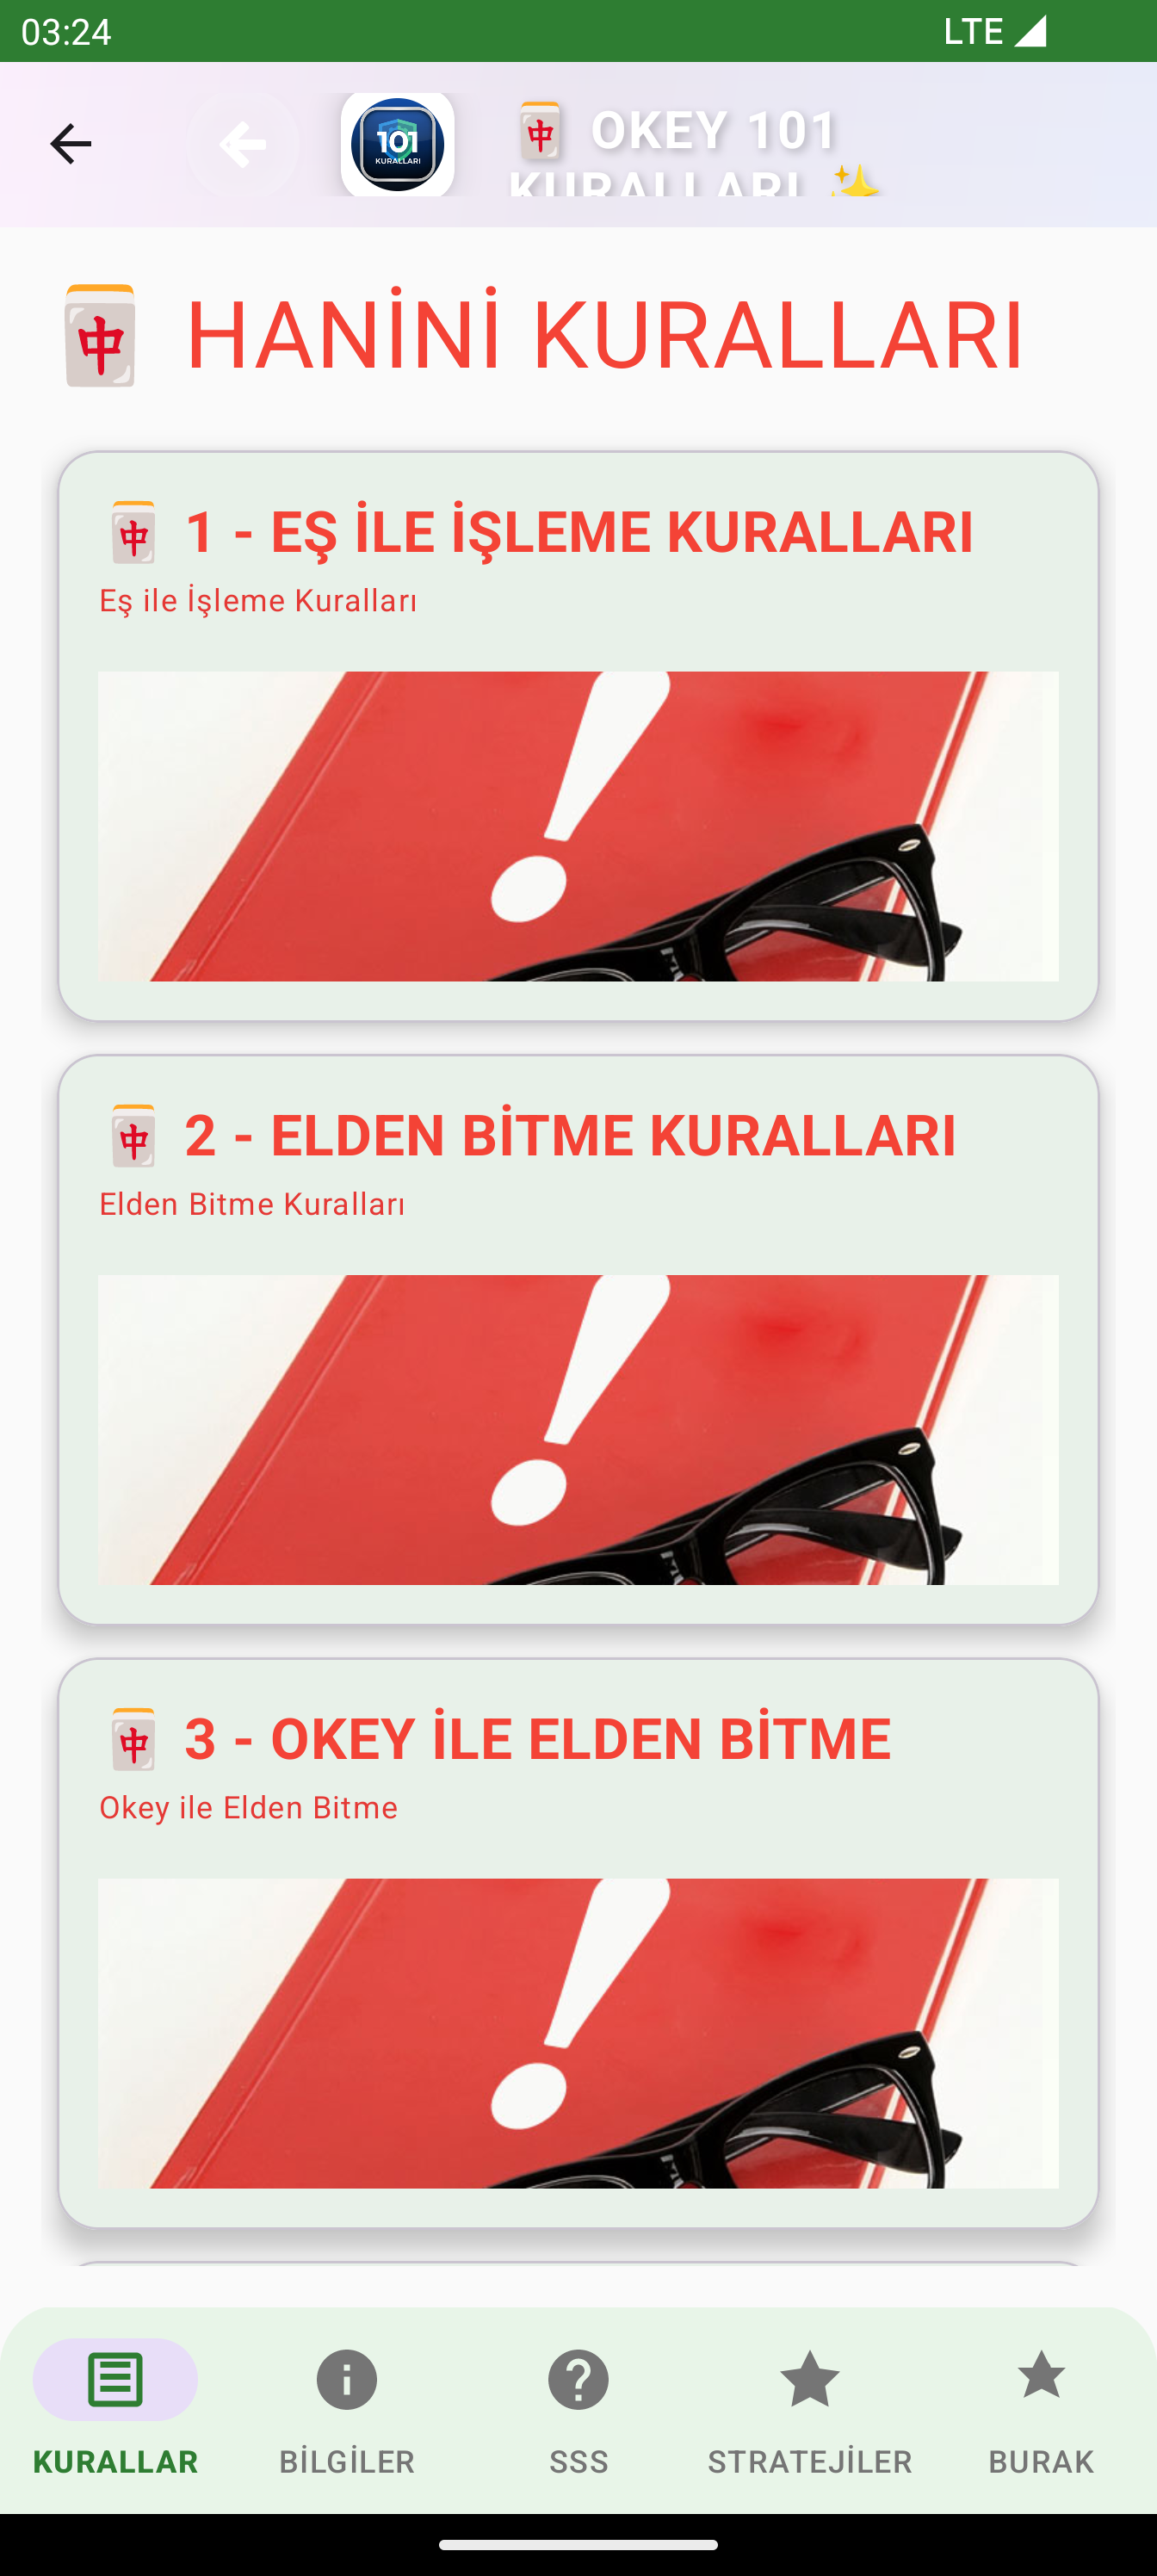 03:24
LTE
101
KURALLARI
🀄 OKEY 101
KURALLARI ✨
🀄 HANİNİ KURALLARI
🀄 1 - EŞ İLE İŞLEME KURALLARI
Eş ile İşleme Kuralları
🀄 2 - ELDEN BİTME KURALLARI
Elden Bitme Kuralları
🀄 3 - OKEY İLE ELDEN BİTME
Okey ile Elden Bitme
KURALLAR
BİLGİLER
SSS
STRATEJİLER
BURAK